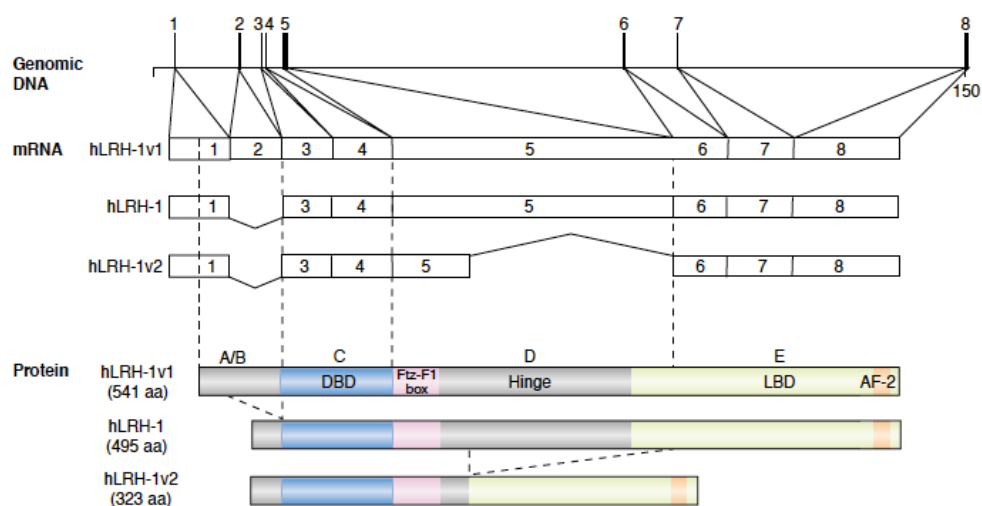 1 2 3 4 5 6 7 8
Genomic
DNA
150
mRNA hLRH-1v1 1 2 3 4 5 6 7 8
hLRH-1 1 3 4 5 6 7 8
hLRH-1v2 1 3 4 5 6 7 8
A/B C D E
Protein
hLRH-1v1
(541 aa)
DBD Ftz-F1
box
Hinge LBD AF-2
hLRH-1
(495 aa)
hLRH-1v2
(323 aa)